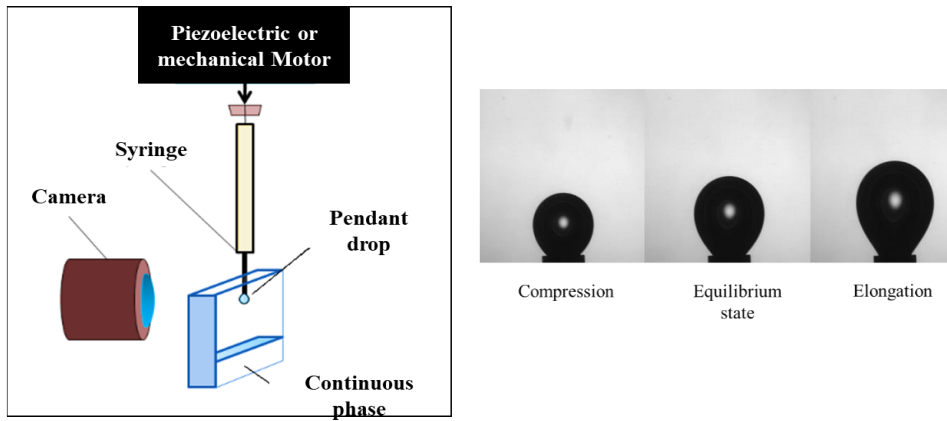 Piezoelectric or
mechanical Motor
Syringe
Camera
Pendant
drop
Continuous
phase
Compression
Equilibrium
state
Elongation